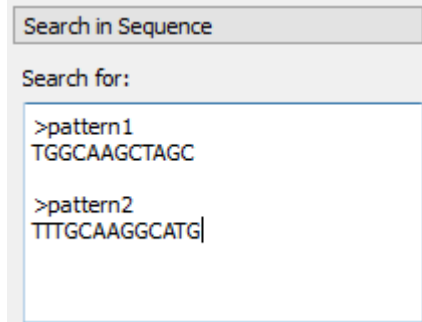 Search in Sequence
Search for:
>pattern1
TGGCAAGCTAGC
>pattern2
TTTGCAAGGCATG